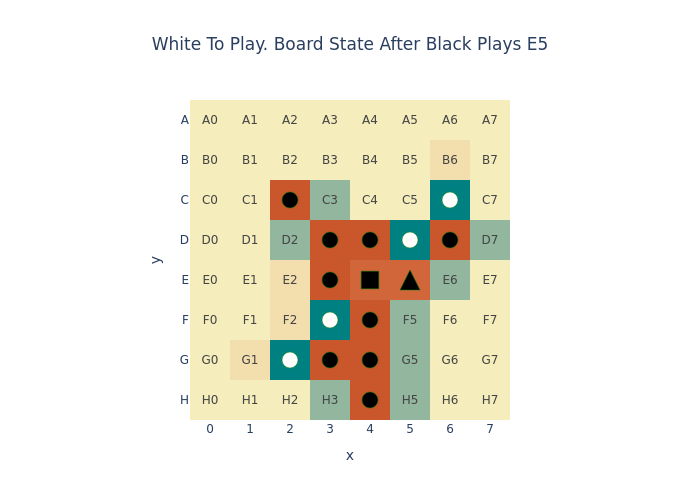 White To Play. Board State After Black Plays E5
A A0 A1 A2 A3 A4 A5 A6 A7
B B0 B1 B2 B3 B4 B5 B6 B7
C C0 C1 C3 C4 C5 C7
D D0 D1 D2 D7
y
E E0 E1 E2 E6 E7
F F0 F1 F2 F5 F6 F7
G G0 G1 G5 G6 G7
H H0 H1 H2 H3 H5 H6 H7
0 1 2 3 4 5 6 7
x